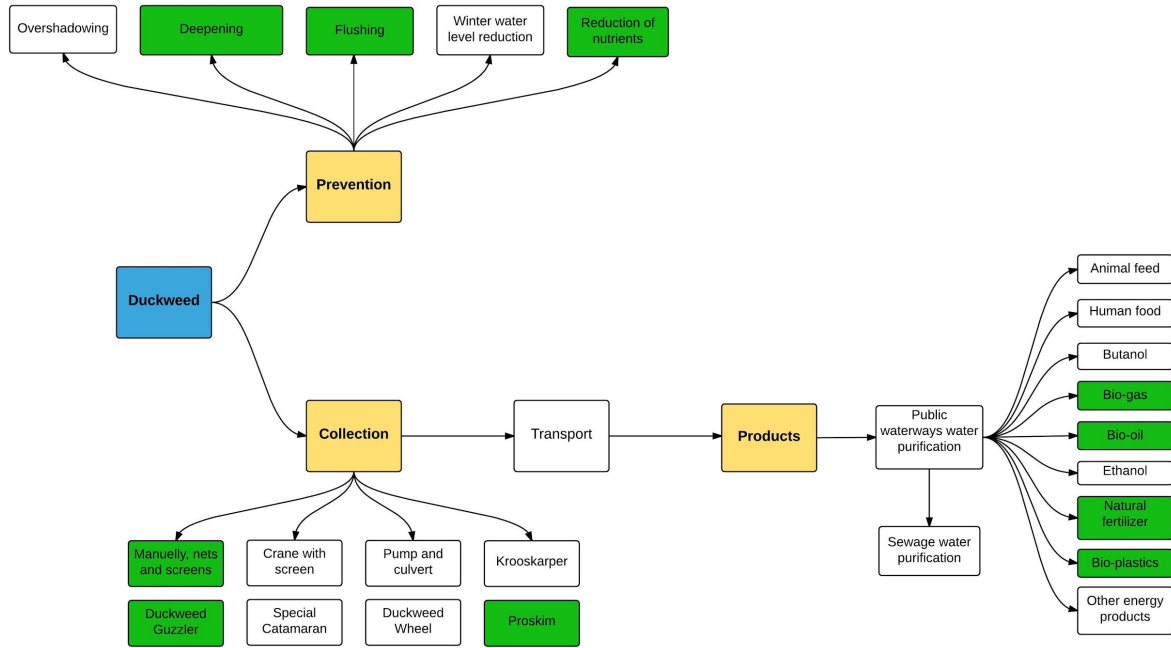 Overshadowing
Deepening
Flushing
Winter water
level reduction
Reduction of
nutrients
Prevention
Duckweed
Collection
Transport
Products
Public
waterways water
purification
Sewage water
purification
Animal feed
Human food
Butanol
Bio-gas
Bio-oil
Ethanol
Natural
fertilizer
Bio-plastics
Other energy
products
Manuelly, nets
and screens
Crane with
screen
Pump and
culvert
Krooskarper
Duckweed
Guzzler
Special
Catamaran
Duckweed
Wheel
Proskim